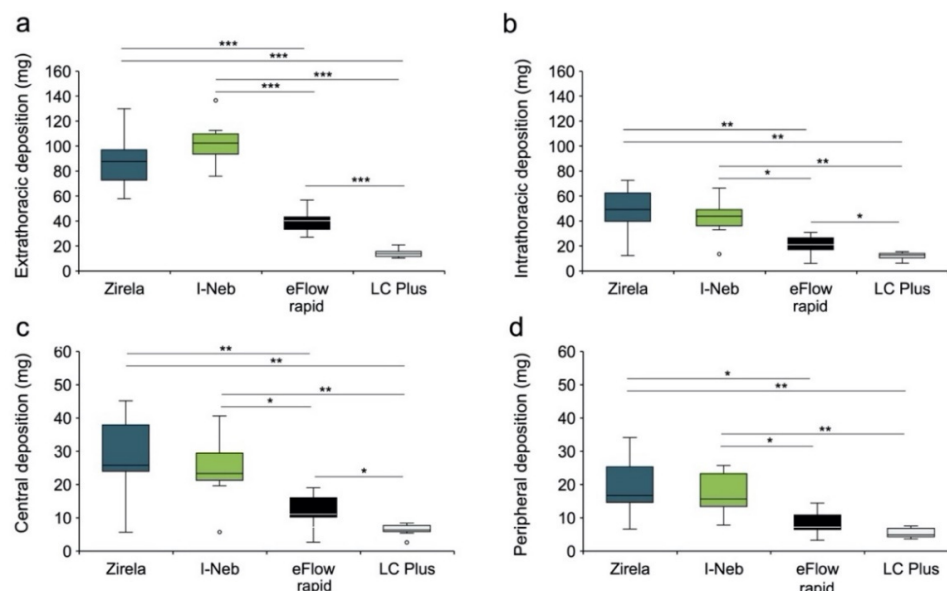 a
***
***
***
***
***
Extrathoracic deposition (mg)
160
140
120
100
80
60
40
20
0
Zirela
I-Neb
eFlow
rapid
LC Plus
b
**
**
**
*
*
Intrathoracic deposition (mg)
160
140
120
100
80
60
40
20
0
Zirela
I-Neb
eFlow
rapid
LC Plus
c
**
**
**
*
*
Central deposition (mg)
60
50
40
30
20
10
0
Zirela
I-Neb
eFlow
rapid
LC Plus
d
*
**
**
*
Peripheral deposition (mg)
60
50
40
30
20
10
0
Zirela
I-Neb
eFlow
rapid
LC Plus